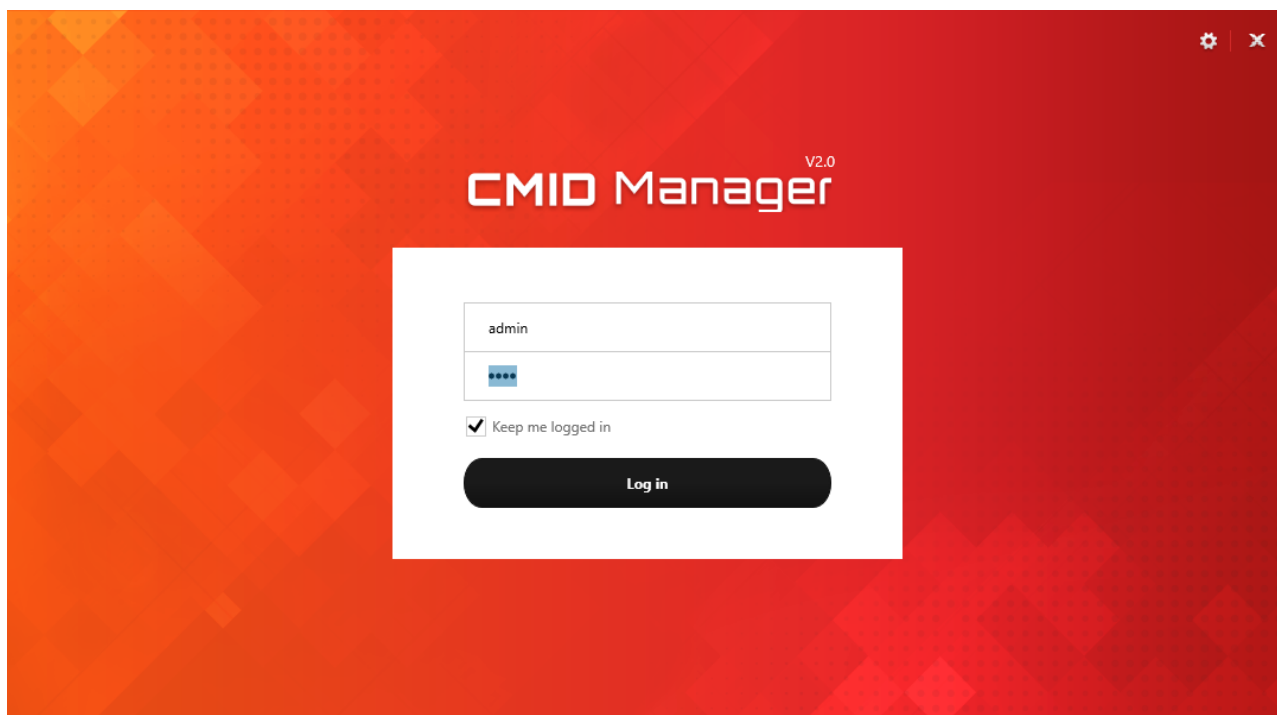 V2.0
CMID Manager
admin
••••
Keep me logged in
Log in